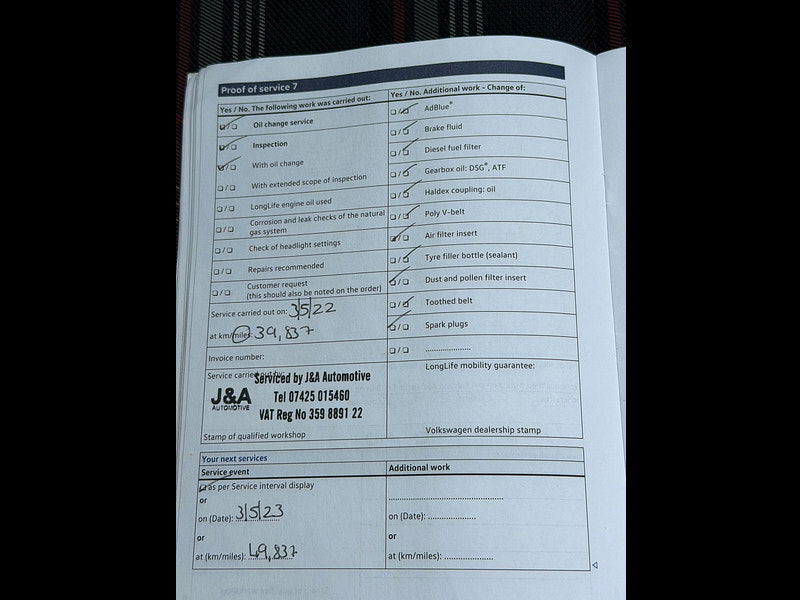 Proof of service 7
Yes / No. The following work was carried out:
☑/☐ Oil change service
☑/☐ Inspection
☑/☐ With oil change
☐/☐ With extended scope of inspection
☐/☐ LongLife engine oil used
☐/☐ Corrosion and leak checks of the natural
gas system
☐/☐ Check of headlight settings
☐/☐ Repairs recommended
☐/☐ Customer request
(this should also be noted on the order)
Service carried out on: 3/5/22
at km/miles: 39,837
Invoice number:
Service carried out by:
Serviced by J&A Automotive
J&A
AUTOMOTIVE
Tel 07425 015460
VAT Reg No 359 8891 22
Stamp of qualified workshop
Yes / No. Additional work - Change of:
☐/☑ AdBlue®
☐/☑ Brake fluid
☐/☑ Diesel fuel filter
☐/☑ Gearbox oil: DSG®, ATF
☐/☑ Haldex coupling: oil
☐/☑ Poly V-belt
☑/☐ Air filter insert
☐/☑ Tyre filler bottle (sealant)
☑/☐ Dust and pollen filter insert
☐/☑ Toothed belt
☑/☐ Spark plugs
☐/☐ ....................
LongLife mobility guarantee:
Volkswagen dealership stamp
Your next services
Service event
☑ as per Service interval display
or
on (Date): 3/5/23
or
at (km/miles): 49,837
Additional work
........................................
on (Date): .................
or
at (km/miles): .................